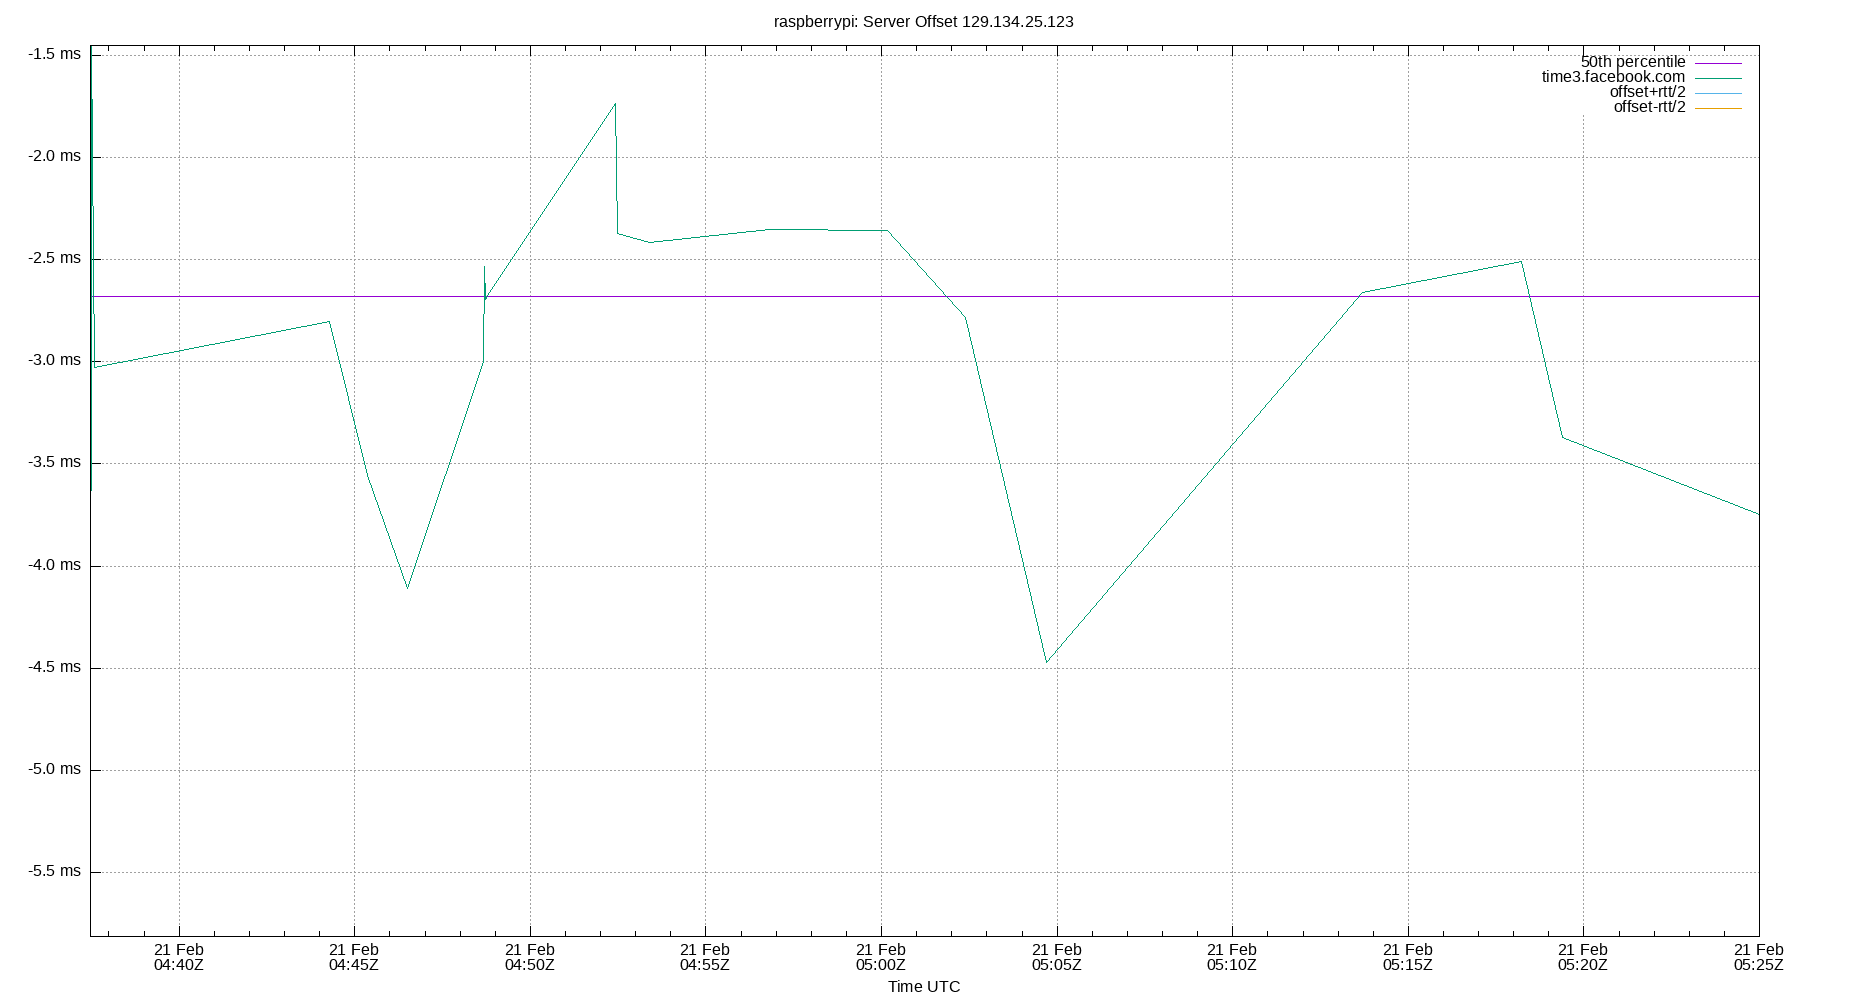 raspberrypi: Server Offset 129.134.25.123
-1.5 ms
-2.0 ms
-2.5 ms
-3.0 ms
-3.5 ms
-4.0 ms
-4.5 ms
-5.0 ms
-5.5 ms
50th percentile
time3.facebook.com
offset+rtt/2
offset-rtt/2
21 Feb 21 Feb 21 Feb 21 Feb 21 Feb 21 Feb 21 Feb 21 Feb 21 Feb 21 Feb
04:40Z 04:45Z 04:50Z 04:55Z 05:00Z 05:05Z 05:10Z 05:15Z 05:20Z 05:25Z
Time UTC